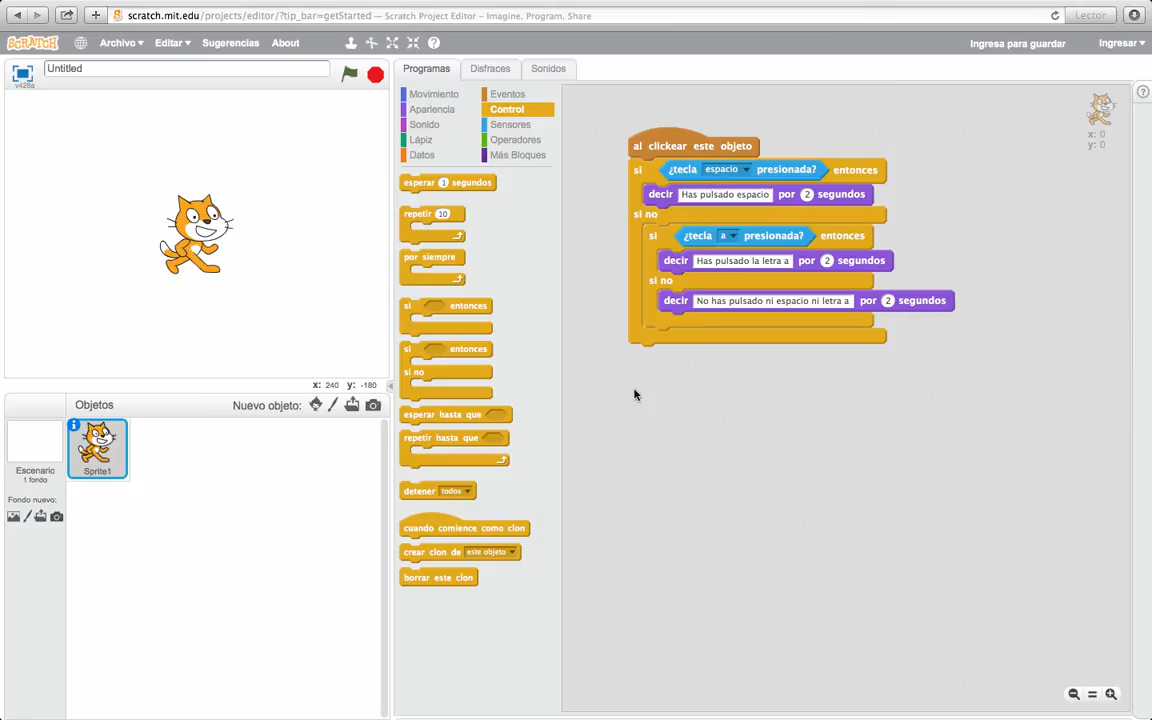 scratch.mit.edu/projects/editor/?tip_bar=getStarted — Scratch Project Editor - Imagine, Program, Share
Lector
SCRATCH
Archivo
Editar
Sugerencias
About
Ingresa para guardar
Ingresar
v428a
Untitled
Programas
Disfraces
Sonidos
Movimiento
Eventos
Apariencia
Control
Sonido
Sensores
Lápiz
Operadores
Datos
Más Bloques
esperar 1 segundos
repetir 10
por siempre
si entonces
si entonces
si no
esperar hasta que
repetir hasta que
detener todos
cuando comience como clon
crear clon de este objeto
borrar este clon
al clickear este objeto
si ¿tecla espacio presionada? entonces
decir Has pulsado espacio por 2 segundos
si no
si ¿tecla a presionada? entonces
decir Has pulsado la letra a por 2 segundos
si no
decir No has pulsado ni espacio ni letra a por 2 segundos
x: 0
y: 0
x: 240 y: -180
Objetos
Nuevo objeto:
Sprite1
Escenario
1 fondo
Fondo nuevo: